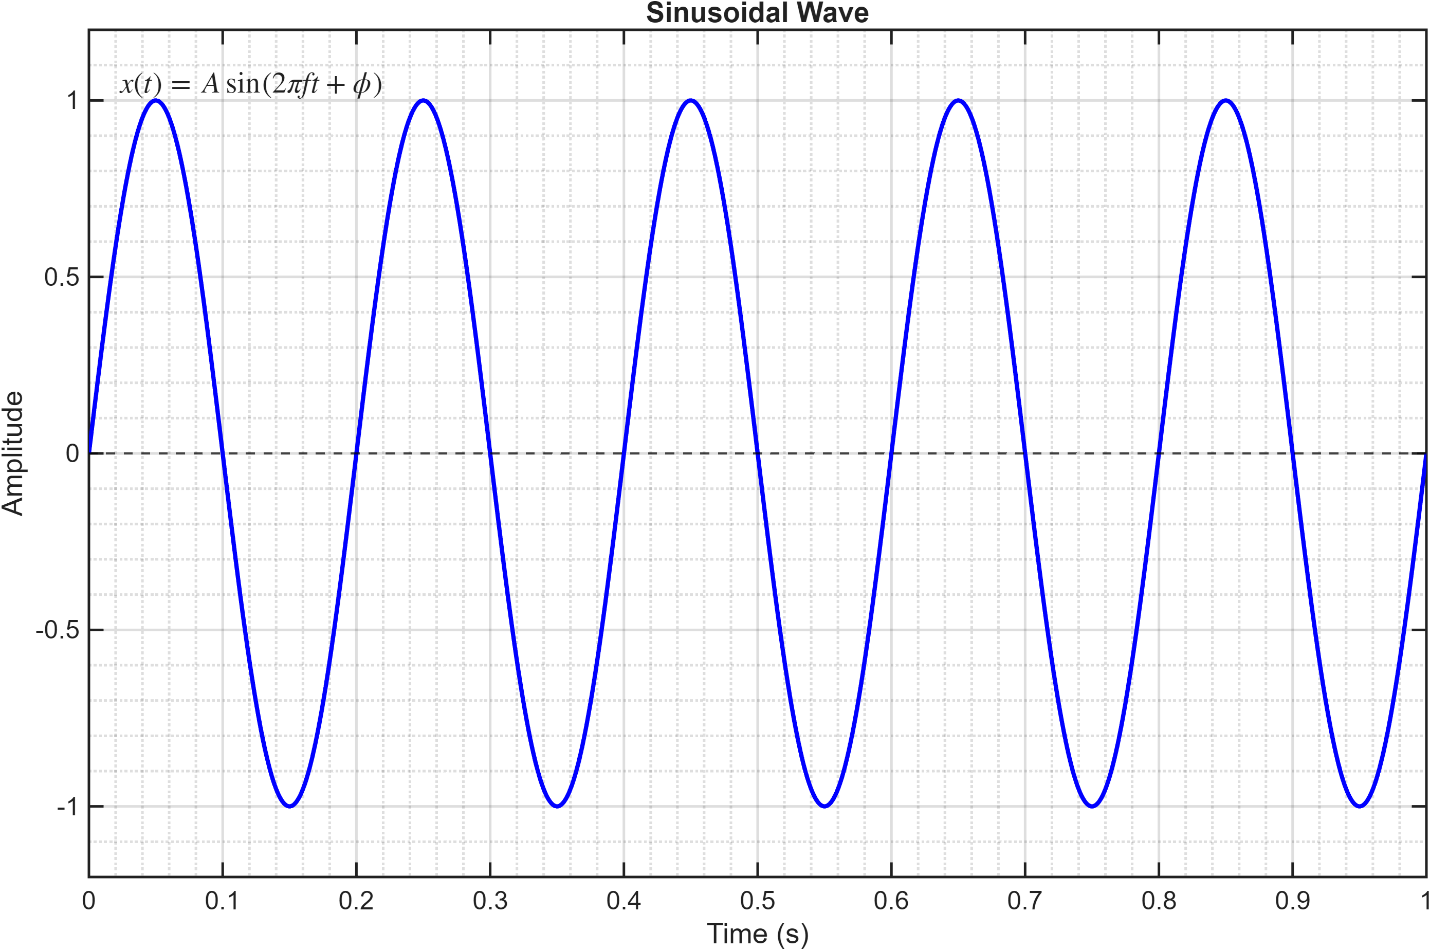 Sinusoidal Wave
x(t) = A sin(2πft + ϕ)
1
0.5
0
-0.5
-1
Amplitude
0 0.1 0.2 0.3 0.4 0.5 0.6 0.7 0.8 0.9 1
Time (s)